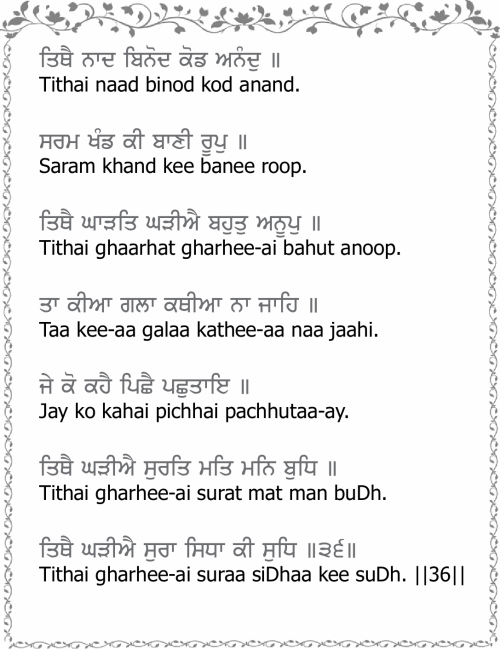 ਤਿਥੈ ਨਾਦ ਬਿਨੋਦ ਕੋਡ ਅਨੰਦੁ ॥
Tithai naad binod kod anand.
ਸਰਮ ਖੰਡ ਕੀ ਬਾਣੀ ਰੂਪੁ ॥
Saram khand kee banee roop.
ਤਿਥੈ ਘਾੜਤਿ ਘੜੀਐ ਬਹੁਤੁ ਅਨੂਪੁ ॥
Tithai ghaarhat gharhee-ai bahut anoop.
ਤਾ ਕੀਆ ਗਲਾ ਕਥੀਆ ਨਾ ਜਾਹਿ ॥
Taa kee-aa galaa kathee-aa naa jaahi.
ਜੇ ਕੋ ਕਹੈ ਪਿਛੈ ਪਛੁਤਾਇ ॥
Jay ko kahai pichhai pachhutaa-ay.
ਤਿਥੈ ਘੜੀਐ ਸੁਰਤਿ ਮਤਿ ਮਨਿ ਬੁਧਿ ॥
Tithai gharhee-ai surat mat man buDh.
ਤਿਥੈ ਘੜੀਐ ਸੁਰਾ ਸਿਧਾ ਕੀ ਸੁਧਿ ॥੩੬॥
Tithai gharhee-ai suraa siDhaa kee suDh. ||36||